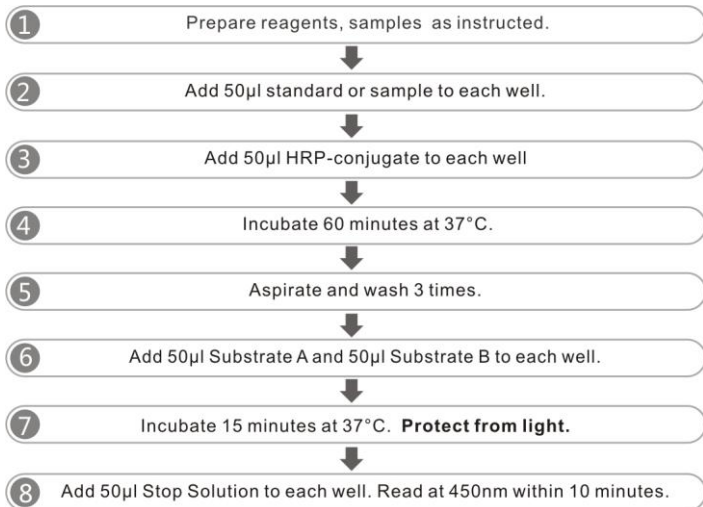 1 Prepare reagents, samples as instructed.
2 Add 50µl standard or sample to each well.
3 Add 50µl HRP-conjugate to each well
4 Incubate 60 minutes at 37°C.
5 Aspirate and wash 3 times.
6 Add 50µl Substrate A and 50µl Substrate B to each well.
7 Incubate 15 minutes at 37°C. Protect from light.
8 Add 50µl Stop Solution to each well. Read at 450nm within 10 minutes.